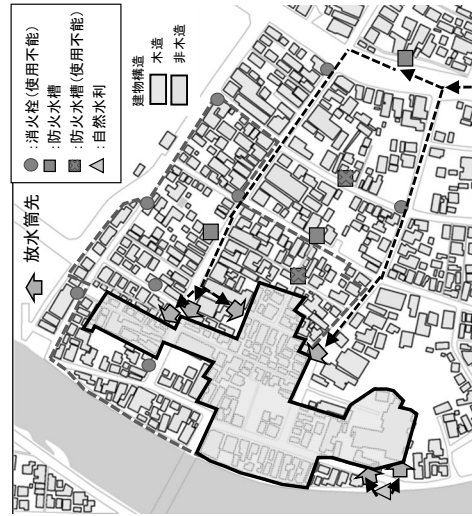 放水筒先
:消火栓(使用不能)
:防火水槽
:防火水槽(使用不能)
:自然水利
建物構造
木造
非木造